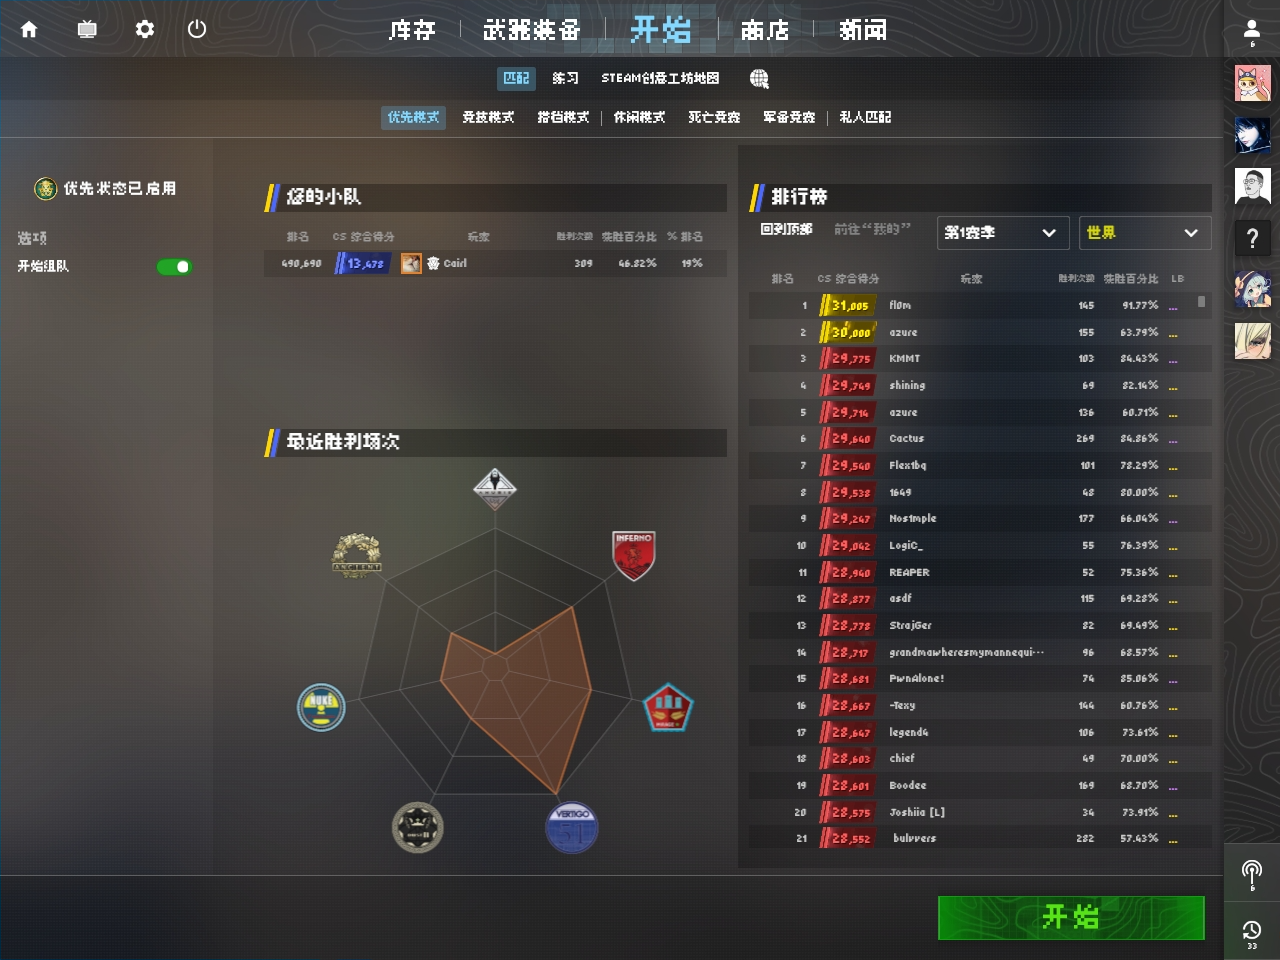 库存 武器装备 开始 商店 新闻
6
匹配 练习 STEAM创意工坊地图
优先模式 竞技模式 搭档模式 休闲模式 死亡竞赛 军备竞赛 私人匹配
优先状态已启用
选项
开始组队
您的小队
排名 CS 综合得分 玩家 胜利次数 获胜百分比 % 排名
490,690 13,478 Cairl 309 46.82% 19%
最近胜利场次
INFERNO
ANCIENT
NUKE
MIRAGE
VERTIGO
排行榜
回到顶部 前往“我的” 第1赛季 世界
排名 CS 综合得分 玩家 胜利次数 获胜百分比 LB
1 31,005 fl0m 145 91.77% ...
2 30,000 azure 155 63.79% ...
3 29,775 KMMT 103 84.43% ...
4 29,749 shining 69 82.14% ...
5 29,714 azure 136 60.71% ...
6 29,640 Cactus 269 84.86% ...
7 29,540 Flex1bq 101 78.29% ...
8 29,538 1649 48 80.00% ...
9 29,247 Nos1mple 177 66.04% ...
10 29,042 LogiC_ 55 76.39% ...
11 28,940 REAPER 52 75.36% ...
12 28,877 asdf 115 69.28% ...
13 28,778 StrajGer 82 69.49% ...
14 28,717 grandmawheresmymannequi··· 96 68.57% ...
15 28,681 PwnAlone! 74 85.06% ...
16 28,667 -Texy 144 60.76% ...
17 28,647 legend4 106 73.61% ...
18 28,603 chief 49 70.00% ...
19 28,601 Boodee 169 68.70% ...
20 28,575 Joshiia [L] 34 73.91% ...
21 28,552 bulvvers 282 57.43% ...
开始
?
6
33